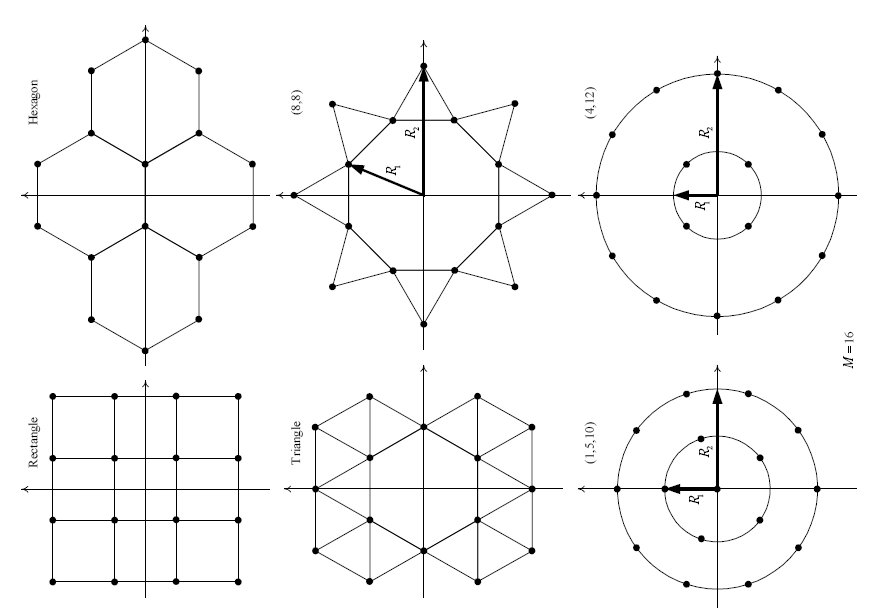 Rectangle
Hexagon
Triangle
(8,8)
R₁
R₂
(1,5,10)
R₁
R₂
(4,12)
R₁
R₂
M=16